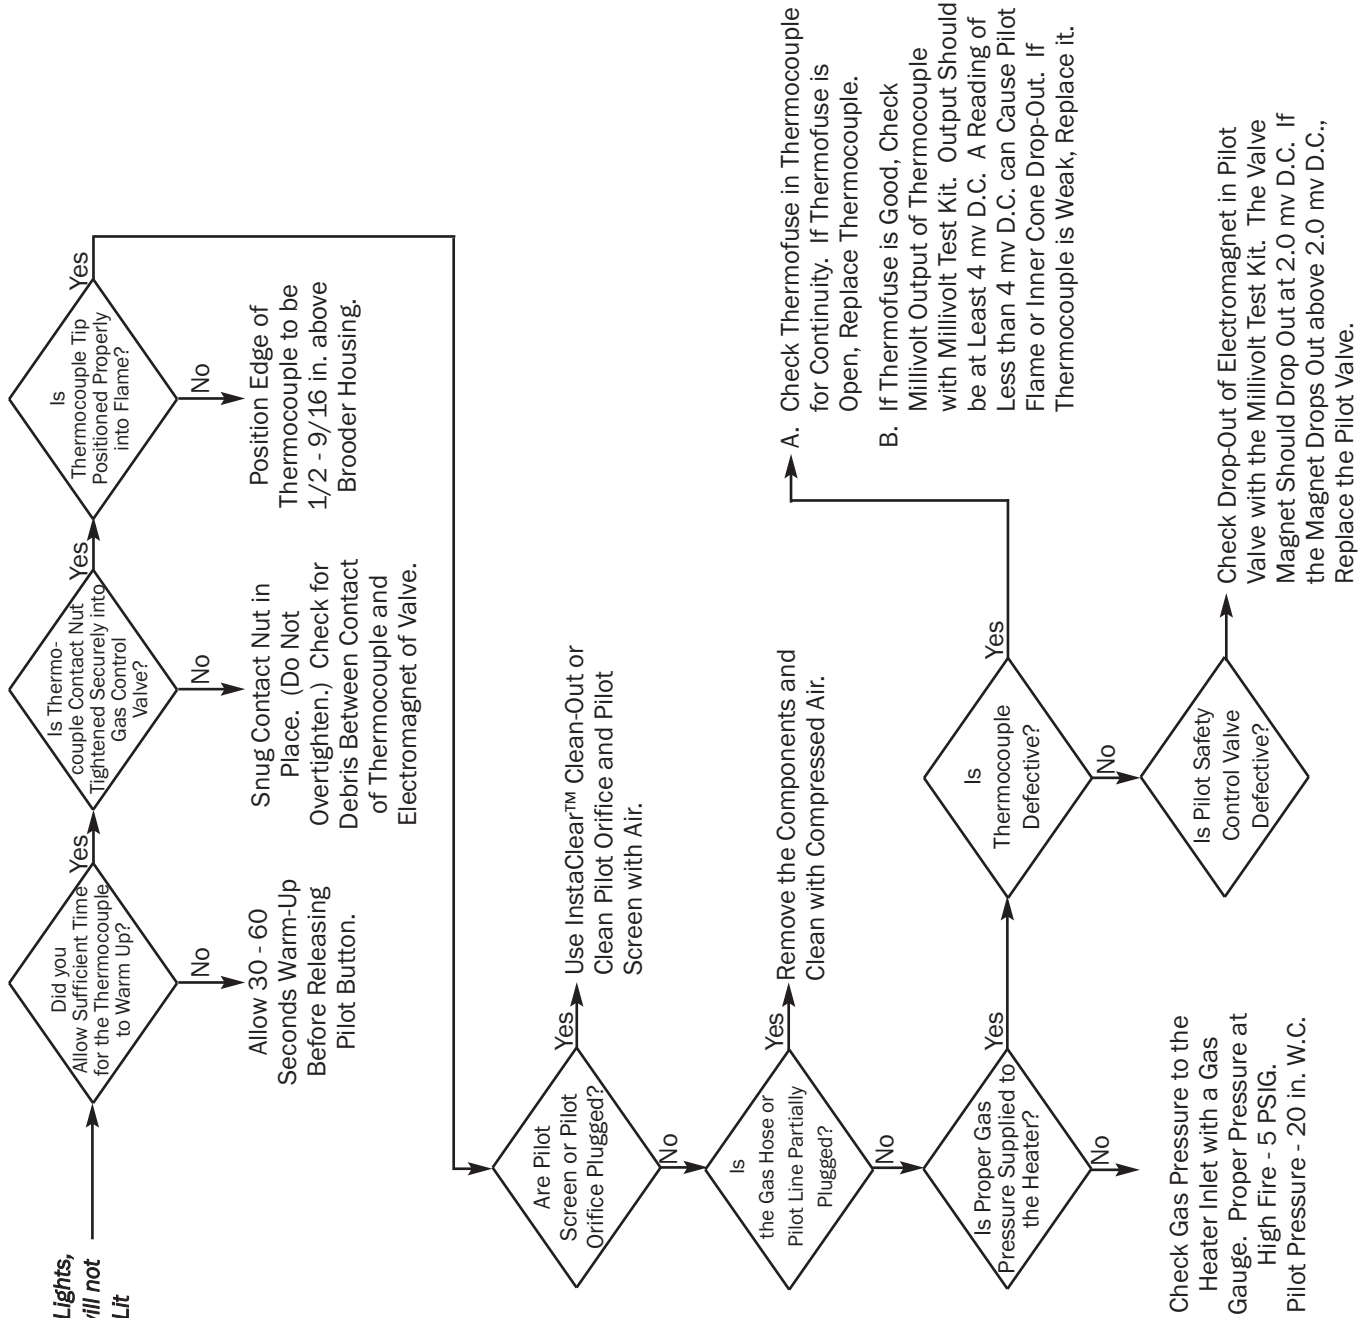 Lights,
will not
Lit
Did you
Allow Sufficient Time
for the Thermocouple
to Warm Up?
Yes
No
Allow 30 - 60
Seconds Warm-Up
Before Releasing
Pilot Button.
Is Thermo-
couple Contact Nut
Tightened Securely into
Gas Control
Valve?
Yes
No
Snug Contact Nut in
Place. (Do Not
Overtighten.) Check for
Debris Between Contact
of Thermocouple and
Electromagnet of Valve.
Is
Thermocouple Tip
Positioned Properly
into Flame?
Yes
No
Position Edge of
Thermocouple to be
1/2 - 9/16 in. above
Brooder Housing.
Are Pilot
Screen or Pilot
Orifice Plugged?
Yes
Use InstaClear™ Clean-Out or
Clean Pilot Orifice and Pilot
Screen with Air.
No
Is
the Gas Hose or
Pilot Line Partially
Plugged?
Yes
Remove the Components and
Clean with Compressed Air.
No
Is Proper Gas
Pressure Supplied to
the Heater?
Yes
No
Check Gas Pressure to the
Heater Inlet with a Gas
Gauge. Proper Pressure at
High Fire - 5 PSIG.
Pilot Pressure - 20 in. W.C.
Is
Thermocouple
Defective?
Yes
A. Check Thermofuse in Thermocouple
for Continuity. If Thermofuse is
Open, Replace Thermocouple.
B. If Thermofuse is Good, Check
Millivolt Output of Thermocouple
with Millivolt Test Kit. Output Should
be at Least 4 mv D.C. A Reading of
Less than 4 mv D.C. can Cause Pilot
Flame or Inner Cone Drop-Out. If
Thermocouple is Weak, Replace it.
No
Is Pilot Safety
Control Valve
Defective?
Check Drop-Out of Electromagnet in Pilot
Valve with the Millivolt Test Kit. The Valve
Magnet Should Drop Out at 2.0 mv D.C. If
the Magnet Drops Out above 2.0 mv D.C.,
Replace the Pilot Valve.